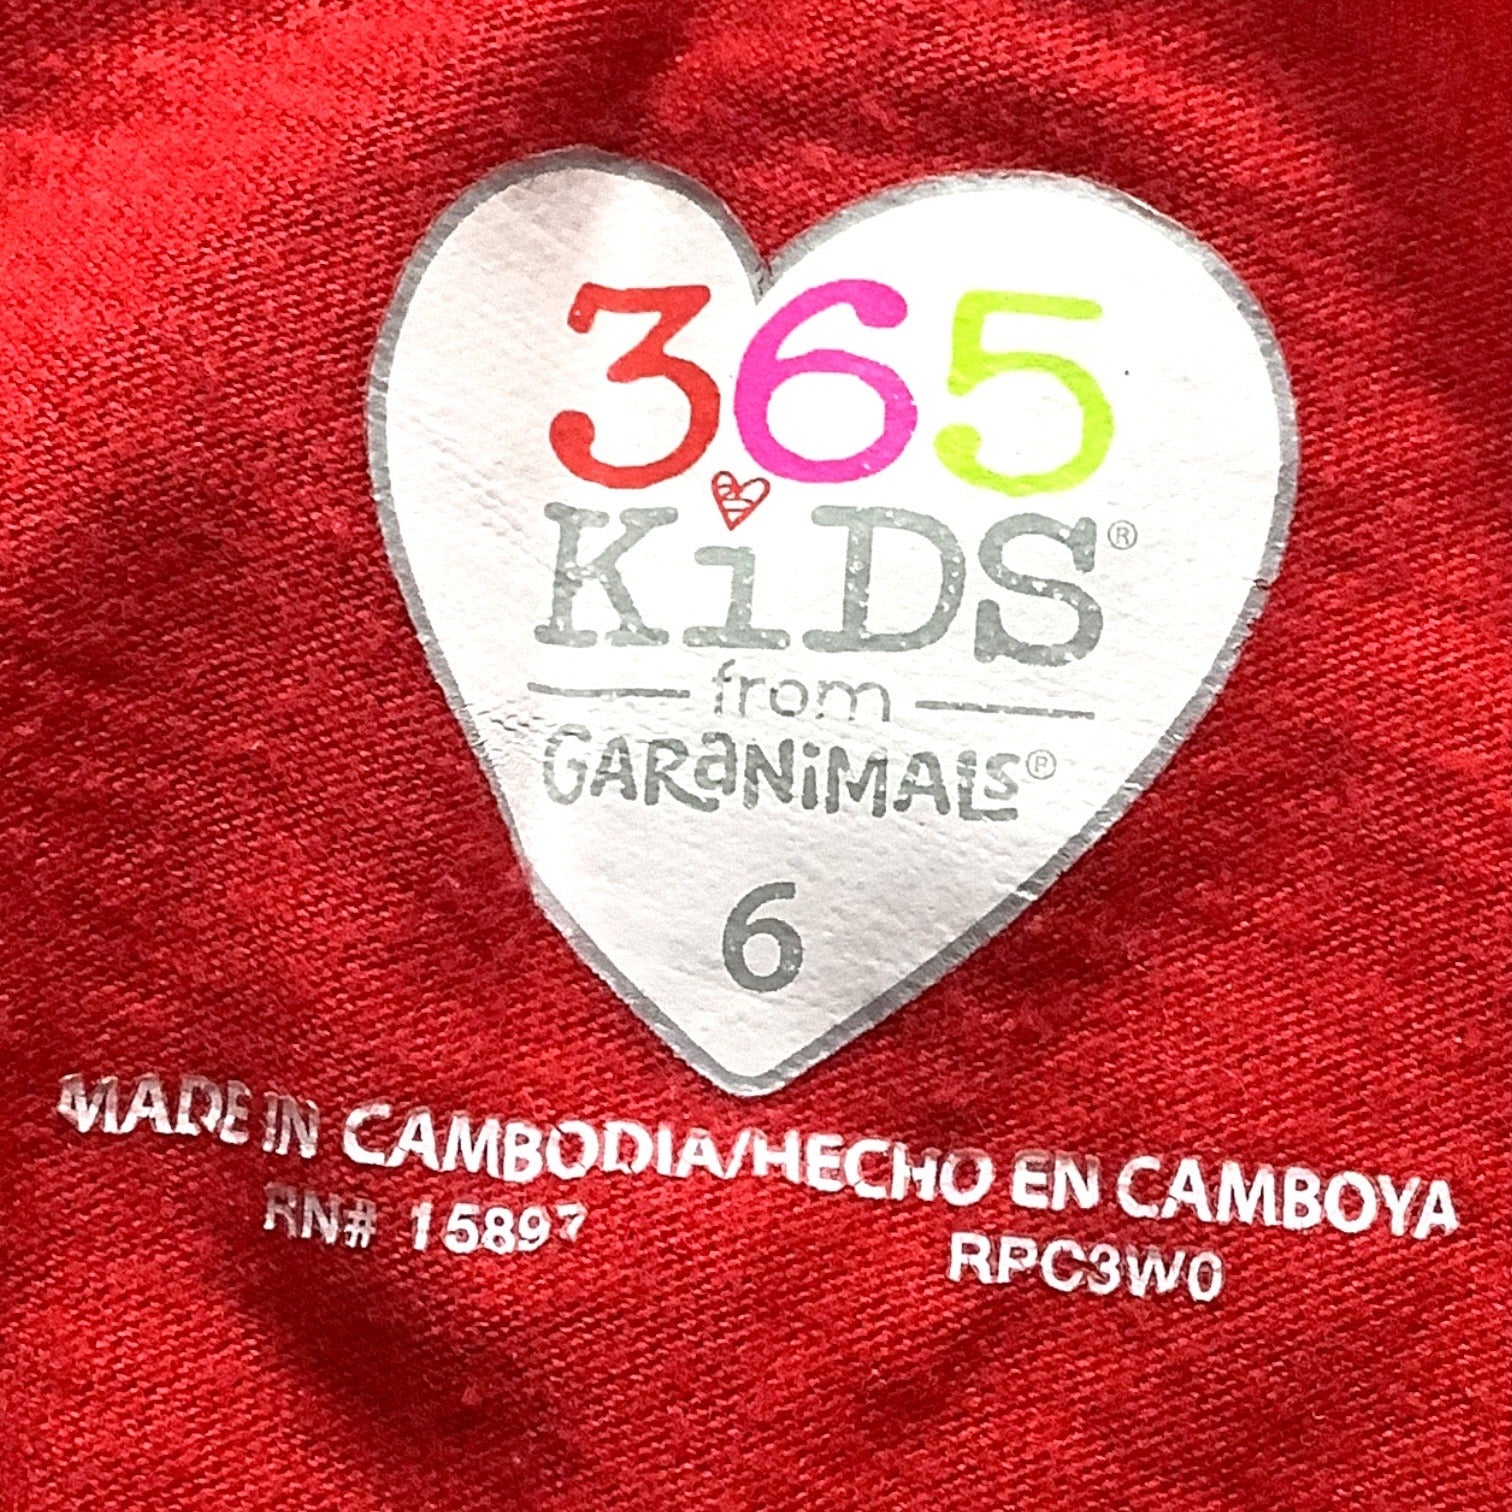 365
KiDS®
from
GARaNiMALS®
6
MADE IN CAMBODIA/HECHO EN CAMBOYA
RN# 15897
RPC3W0